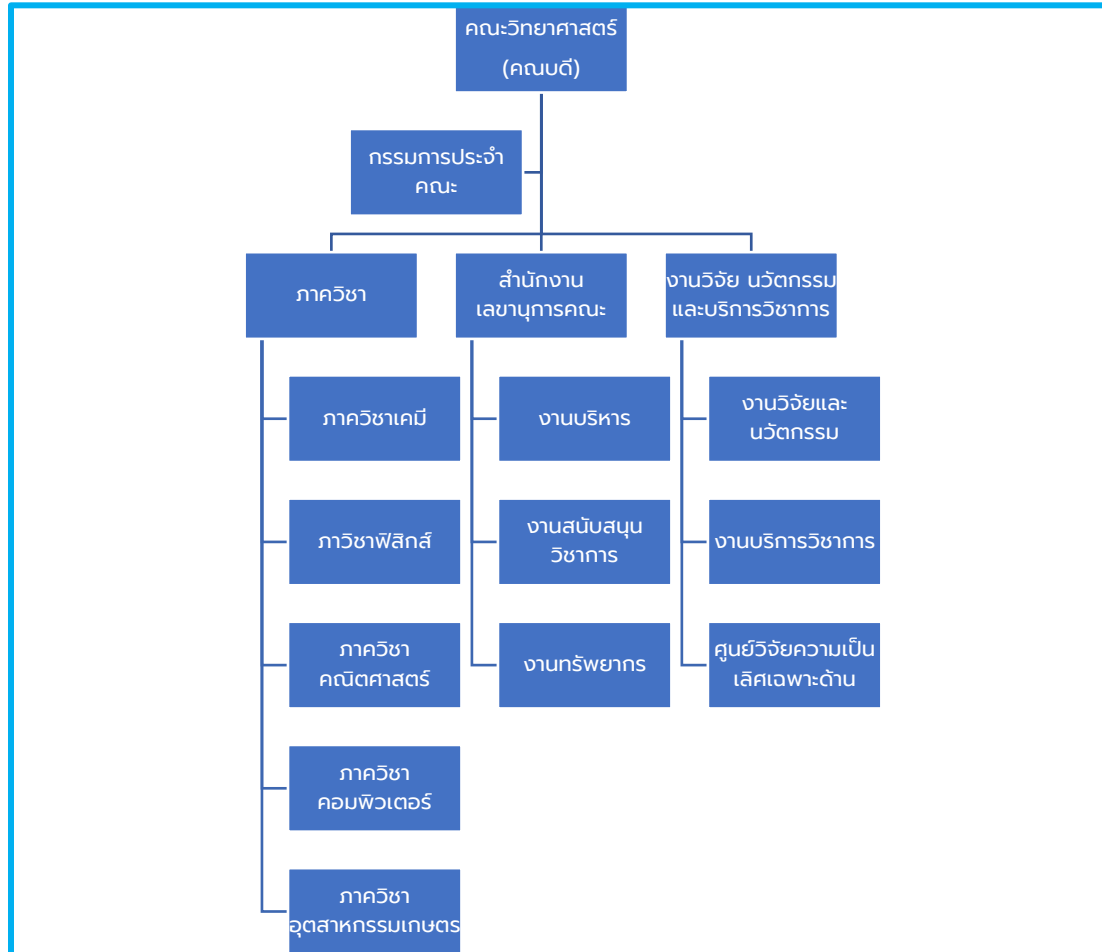 คณะวิทยาศาสตร์
(คณบดี)
กรรมการประจำ
คณะ
ภาควิชา
สำนักงาน
เลขานุการคณะ
งานวิจัย นวัตกรรม
และบริการวิชาการ
ภาควิชาเคมี
ภาวิชาฟิสิกส์
ภาควิชา
คณิตศาสตร์
ภาควิชา
คอมพิวเตอร์
ภาควิชา
อุตสาหกรรมเกษตร
งานบริหาร
งานสนับสนุน
วิชาการ
งานทรัพยากร
งานวิจัยและ
นวัตกรรม
งานบริการวิชาการ
ศูนย์วิจัยความเป็น
เลิศเฉพาะด้าน